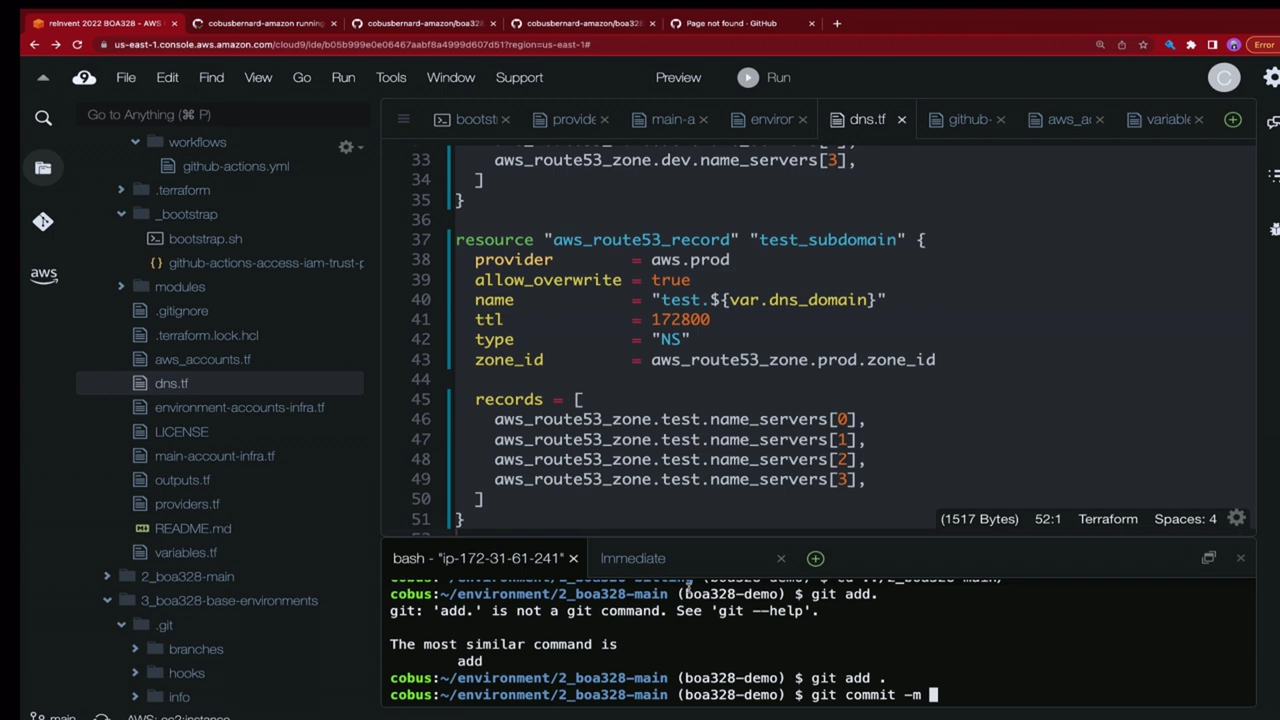 reInvent 2022 BOA328 - AWS
cobusbernard-amazon running
cobusbernard-amazon/boa32
cobusbernard-amazon/boa32
Page not found · GitHub
us-east-1.console.aws.amazon.com/cloud9/ide/b05b999e0e06467aabf8a4999d607d51?region=us-east-1#
Error
File Edit Find View Go Run Tools Window Support Preview Run
C
Go to Anything (⌘ P)
bootst
provide
main-a
environ
dns.tf
github-
aws_ac
variable
workflows
github-actions.yml
.terraform
_bootstrap
bootstrap.sh
github-actions-access-iam-trust-p
modules
.gitignore
.terraform.lock.hcl
aws_accounts.tf
dns.tf
environment-accounts-infra.tf
LICENSE
main-account-infra.tf
outputs.tf
providers.tf
README.md
variables.tf
2_boa328-main
3_boa328-base-environments
.git
branches
hooks
info
aws
main
AWS: ec2:instance
33 aws_route53_zone.dev.name_servers[3],
34 ]
35 }
36
37 resource "aws_route53_record" "test_subdomain" {
38 provider = aws.prod
39 allow_overwrite = true
40 name = "test.${var.dns_domain}"
41 ttl = 172800
42 type = "NS"
43 zone_id = aws_route53_zone.prod.zone_id
44
45 records = [
46 aws_route53_zone.test.name_servers[0],
47 aws_route53_zone.test.name_servers[1],
48 aws_route53_zone.test.name_servers[2],
49 aws_route53_zone.test.name_servers[3],
50 ]
51 }
(1517 Bytes) 52:1 Terraform Spaces: 4
bash - "ip-172-31-61-241"
Immediate
cobus:~/environment/2_boa328-main (boa328-demo) $ git add.
git: 'add.' is not a git command. See 'git --help'.
The most similar command is
add
cobus:~/environment/2_boa328-main (boa328-demo) $ git add .
cobus:~/environment/2_boa328-main (boa328-demo) $ git commit -m